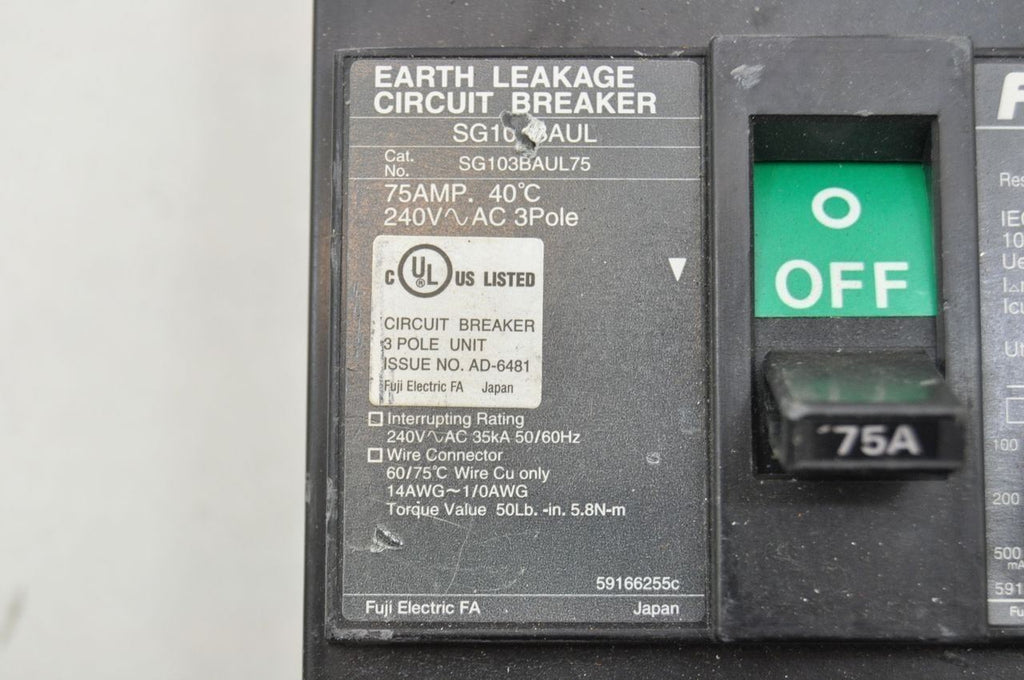 EARTH LEAKAGE
CIRCUIT BREAKER
Cat. No. SG103BAUL75
75AMP. 40°C
240V∿AC 3Pole
c UL® US LISTED
CIRCUIT BREAKER
3 POLE UNIT
ISSUE NO. AD-6481
Fuji Electric FA Japan
□ Interrupting Rating
240V∿AC 35kA 50/60Hz
□ Wire Connector
60/75°C Wire Cu only
14AWG~1/0AWG
Torque Value 50Lb. -in. 5.8N-m
59166255c
Fuji Electric FA Japan
O
OFF
75A
100
200
500
mA